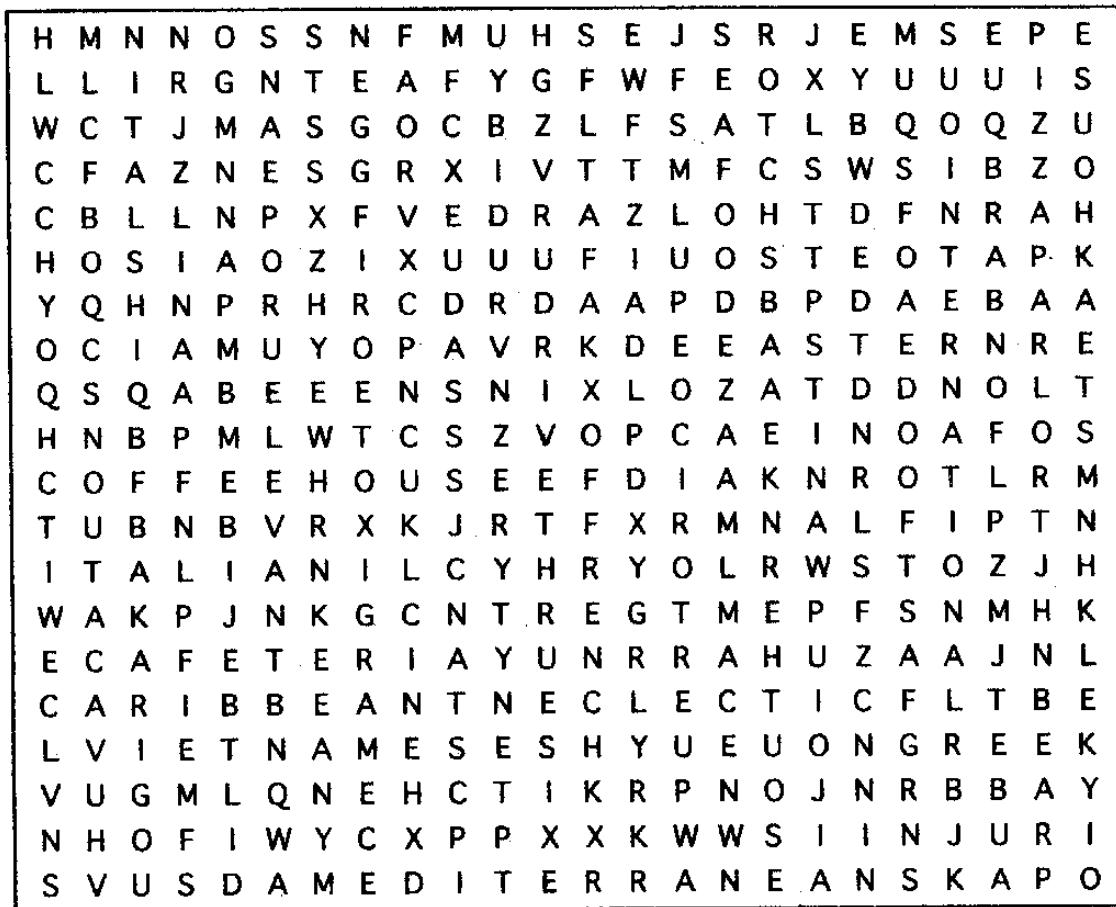 H M N N O S S N F M U H S E J S R J E M S E P E
L L I R G N T E A F Y G F W F E O X Y U U U I S
W C T J M A S G O C B Z L F S A T L B Q O Q Z U
C F A Z N E S G R X I V T T M F C S W S I B Z O
C B L L N P X F V E D R A Z L O H T D F N R A H
H O S I A O Z I X U U U F I U O S T E O T A P K
Y Q H N P R H R C D R D A A P D B P D A E B A A
O C I A M U Y O P A V R K D E E A S T E R N R E
Q S Q A B E E E N S N I X L O Z A T D D N O L T
H N B P M L W T C S Z V O P C A E I N O A F O S
C O F F E E H O U S E E F D I A K N R O T L R M
T U B N B V R X K J R T F X R M N A L F I P T N
I T A L I A N I L C Y H R Y O L R W S T O Z J H
W A K P J N K G C N T R E G T M E P F S N M H K
E C A F E T E R I A Y U N R R A H U Z A A J N L
C A R I B B E A N T N E C L E C T I C F L T B E
L V I E T N A M E S E S H Y U E U O N G R E E K
V U G M L Q N E H C T I K R P N O J N R B B A Y
N H O F I W Y C X P P X X K W W S I I N J U R I
S V U S D A M E D I T E R R A N E A N S K A P O